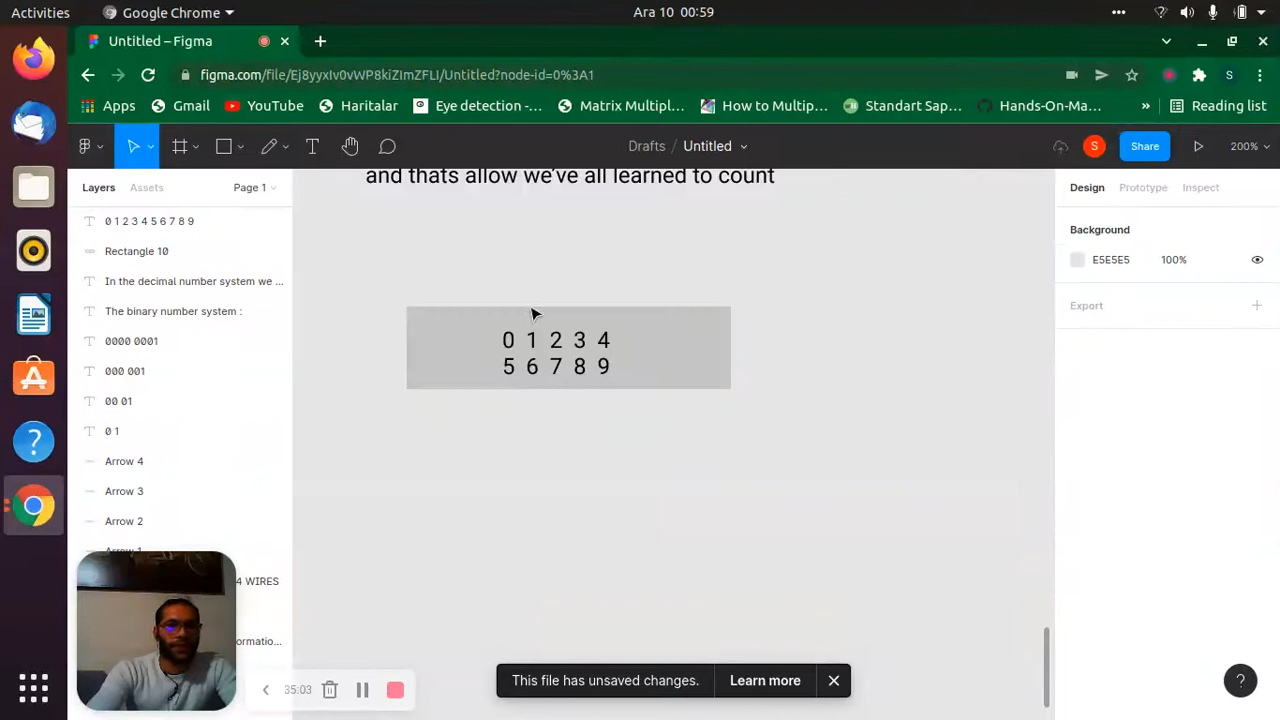 Activities
Google Chrome
Ara 10 00:59
Untitled – Figma
figma.com/file/Ej8yyxIv0vWP8kiZImZFLI/Untitled?node-id=0%3A1
S
Apps
Gmail
YouTube
Haritalar
Eye detection -...
Matrix Multipl...
How to Multip...
Standart Sap...
Hands-On-Ma...
»
Reading list
Drafts
Untitled
S
Share
200%
Layers
Assets
Page 1
Design
Prototype
Inspect
and thats allow we've all learned to count
0 1 2 3 4 5 6 7 8 9
Rectangle 10
In the decimal number system we ...
The binary number system :
0000 0001
000 001
00 01
0 1
Arrow 4
Arrow 3
Arrow 2
Arrow 1
4 WIRES
ormatio...
Background
E5E5E5
100%
Export
0 1 2 3 4
5 6 7 8 9
35:03
This file has unsaved changes.
Learn more
?